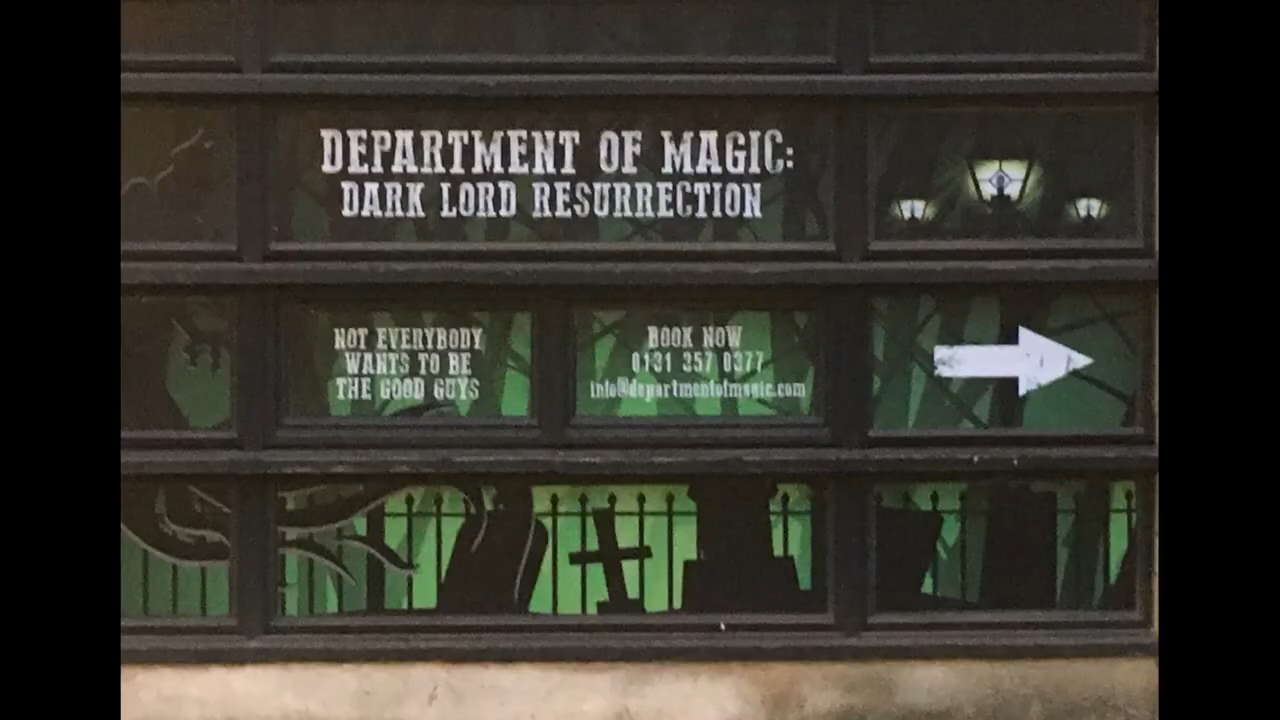 DEPARTMENT OF MAGIC:
DARK LORD RESURRECTION
NOT EVERYBODY
WANTS TO BE
THE GOOD GUYS
BOOK NOW
0131 357 0377
info@departmentofmagic.com